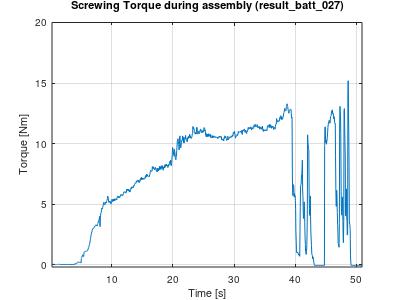 Screwing Torque during assembly (result_batt_027)
20
15
10
5
0
Torque [Nm]
10 20 30 40 50
Time [s]